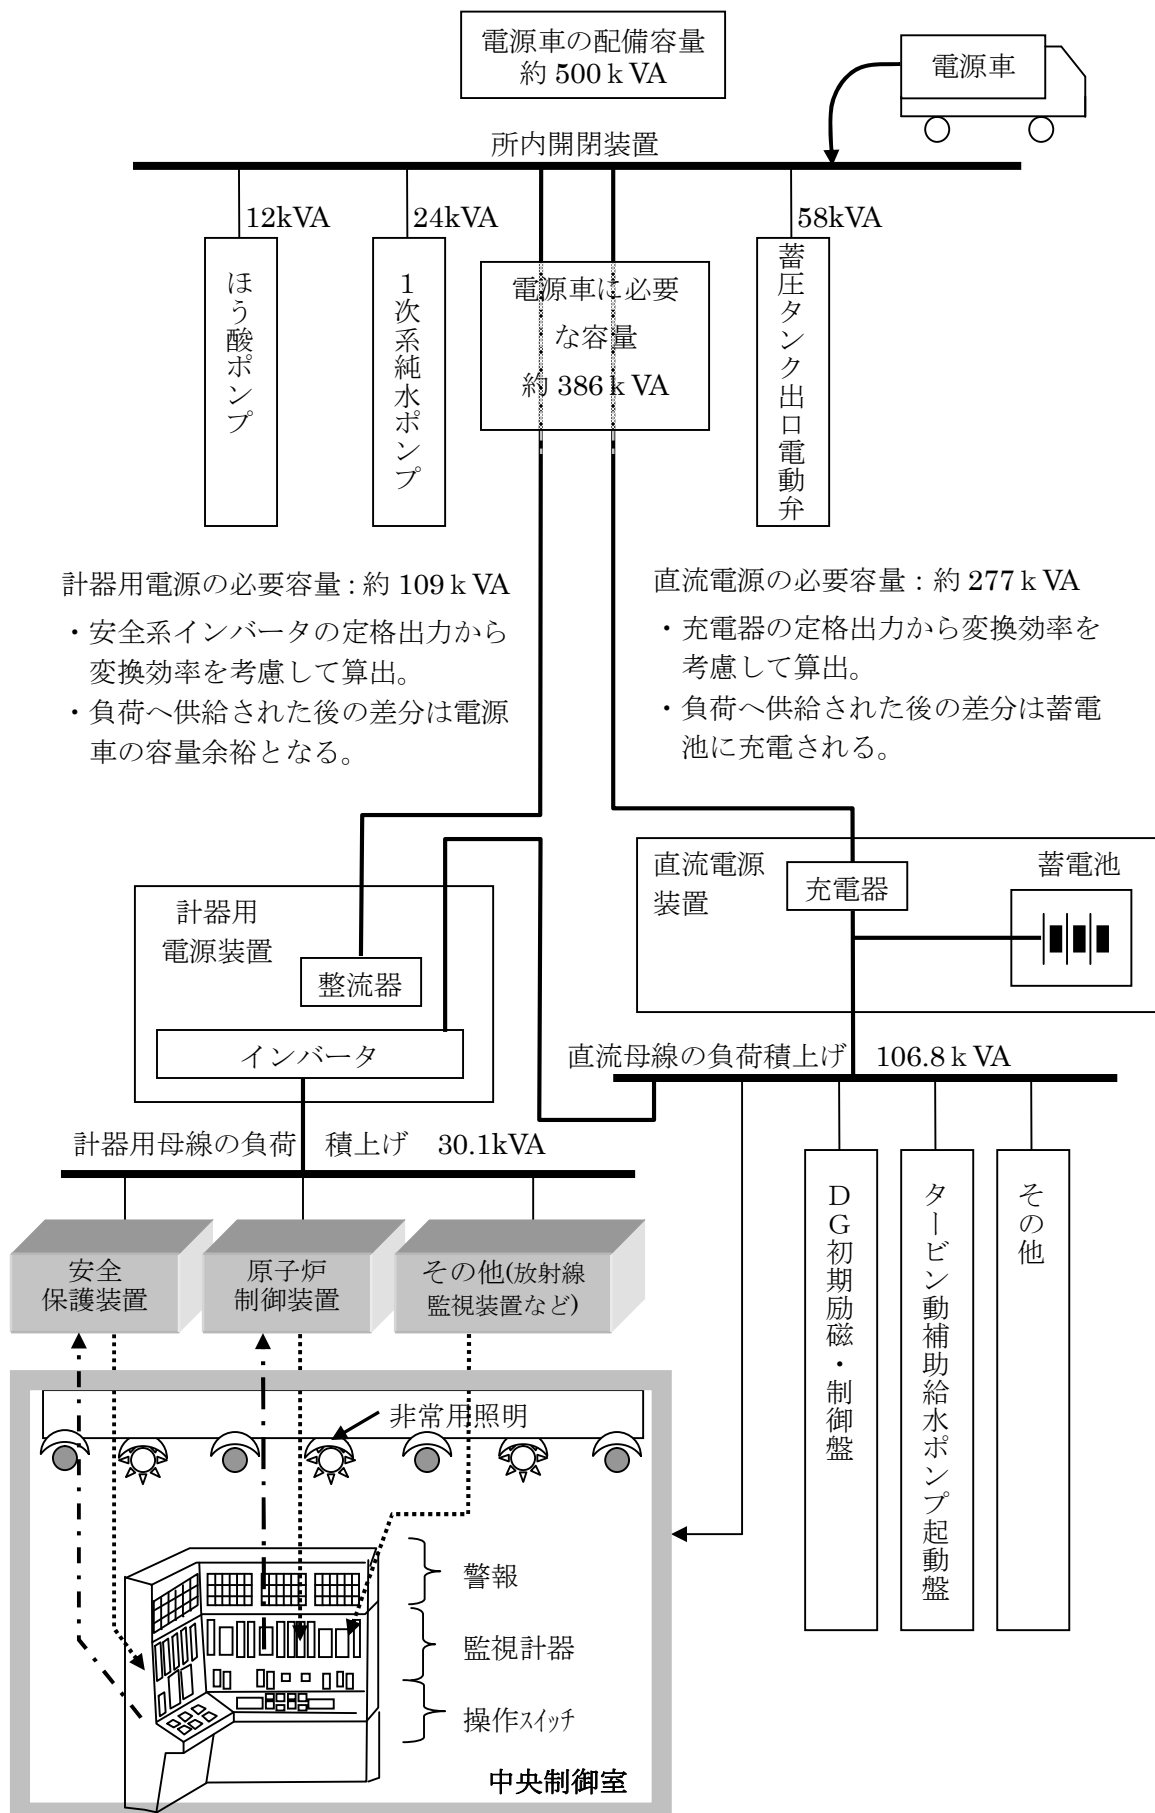 電源車の配備容量
約 500ｋVA
電源車
所内開閉装置
12kVA
24kVA
58kVA
ほう酸ポンプ
１次系純水ポンプ
電源車に必要
な容量
約 386ｋVA
蓄圧タンク出口電動弁
計器用電源の必要容量：約 109ｋVA
・安全系インバータの定格出力から
変換効率を考慮して算出。
・負荷へ供給された後の差分は電源
車の容量余裕となる。
直流電源の必要容量：約 277ｋVA
・充電器の定格出力から変換効率を
考慮して算出。
・負荷へ供給された後の差分は蓄電
池に充電される。
計器用
電源装置
整流器
インバータ
直流電源
装置
充電器
蓄電池
直流母線の負荷積上げ 106.8ｋVA
計器用母線の負荷 積上げ 30.1kVA
安全
保護装置
原子炉
制御装置
その他(放射線
監視装置など)
ＤＧ初期励磁・制御盤
タービン動補助給水ポンプ起動盤
その他
非常用照明
警報
監視計器
操作ｽｲｯﾁ
中央制御室